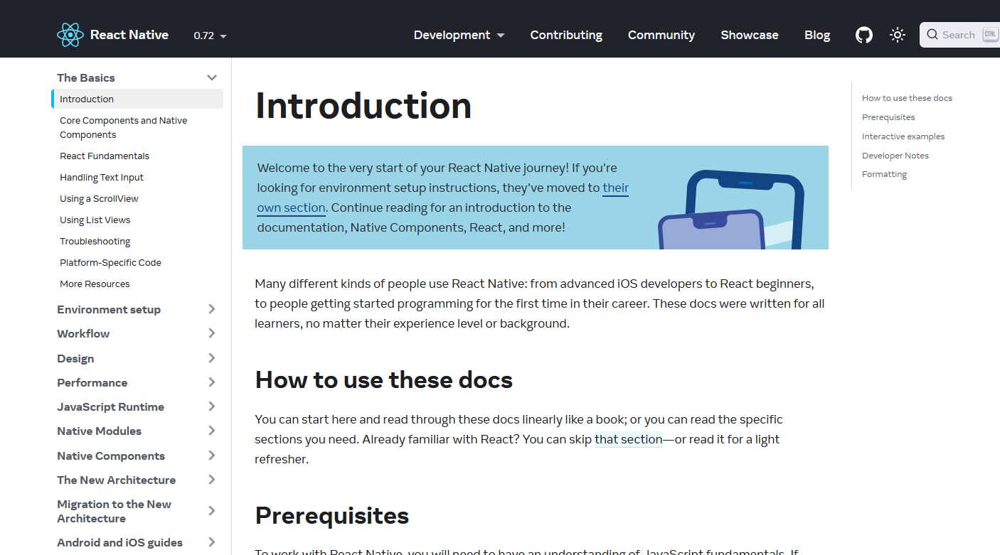 React Native 0.72 Development Contributing Community Showcase Blog Search CTRL
The Basics
Introduction
Core Components and Native
Components
React Fundamentals
Handling Text Input
Using a ScrollView
Using List Views
Troubleshooting
Platform-Specific Code
More Resources
Environment setup
Workflow
Design
Performance
JavaScript Runtime
Native Modules
Native Components
The New Architecture
Migration to the New
Architecture
Android and iOS guides
Introduction
Welcome to the very start of your React Native journey! If you're
looking for environment setup instructions, they've moved to their
own section. Continue reading for an introduction to the
documentation, Native Components, React, and more!
Many different kinds of people use React Native: from advanced iOS developers to React beginners,
to people getting started programming for the first time in their career. These docs were written for all
learners, no matter their experience level or background.
How to use these docs
You can start here and read through these docs linearly like a book; or you can read the specific
sections you need. Already familiar with React? You can skip that section—or read it for a light
refresher.
Prerequisites
To work with React Native, you will need to have an understanding of JavaScript fundamentals. If
How to use these docs
Prerequisites
Interactive examples
Developer Notes
Formatting